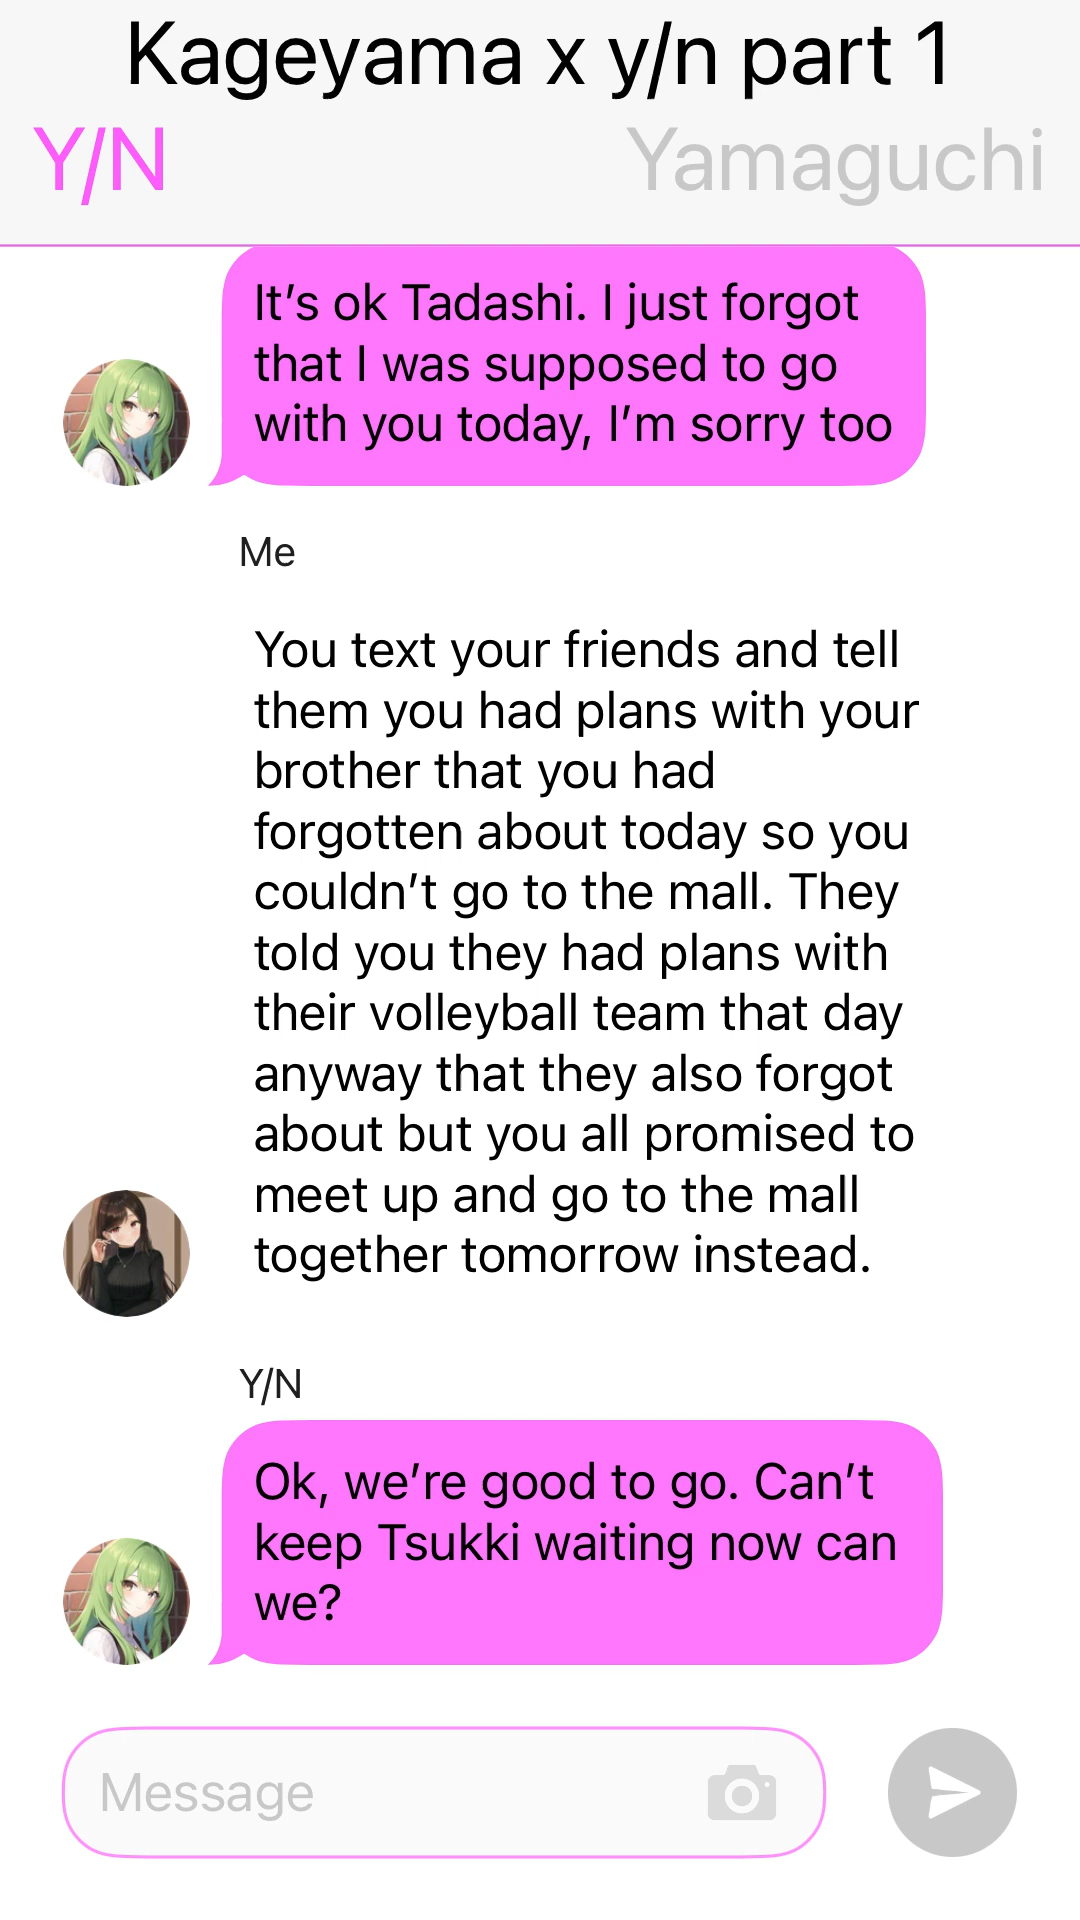 Kageyama x y/n part 1
Y/N
Yamaguchi
It’s ok Tadashi. I just forgot
that I was supposed to go
with you today, I’m sorry too
Me
You text your friends and tell
them you had plans with your
brother that you had
forgotten about today so you
couldn’t go to the mall. They
told you they had plans with
their volleyball team that day
anyway that they also forgot
about but you all promised to
meet up and go to the mall
together tomorrow instead.
Y/N
Ok, we’re good to go. Can’t
keep Tsukki waiting now can
we?
Message